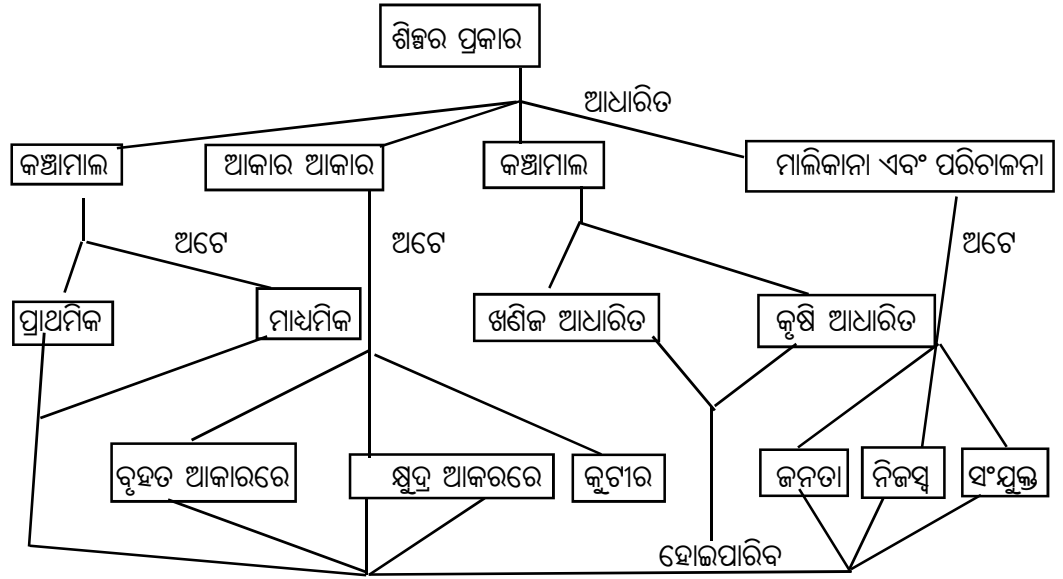 ଶିଳ୍ପର ପ୍ରକାର
ଆଧାରିତ
କଞ୍ଚାମାଲ
ଆକାର ଆକାର
କଞ୍ଚାମାଲ
ମାଲିକାନା ଏବଂ ପରିଚାଳନା
ଅଟେ
ଅଟେ
ଅଟେ
ପ୍ରାଥମିକ
ମାଧ୍ୟମିକ
ଖଣିଜ ଆଧାରିତ
କୃଷି ଆଧାରିତ
ବୃହତ ଆକାରରେ
କ୍ଷୁଦ୍ର ଆକରରେ
କୁଟୀର
ଜନତା
ନିଜସ୍ୱ
ସଂଯୁକ୍ତ
ହୋଇପାରିବ